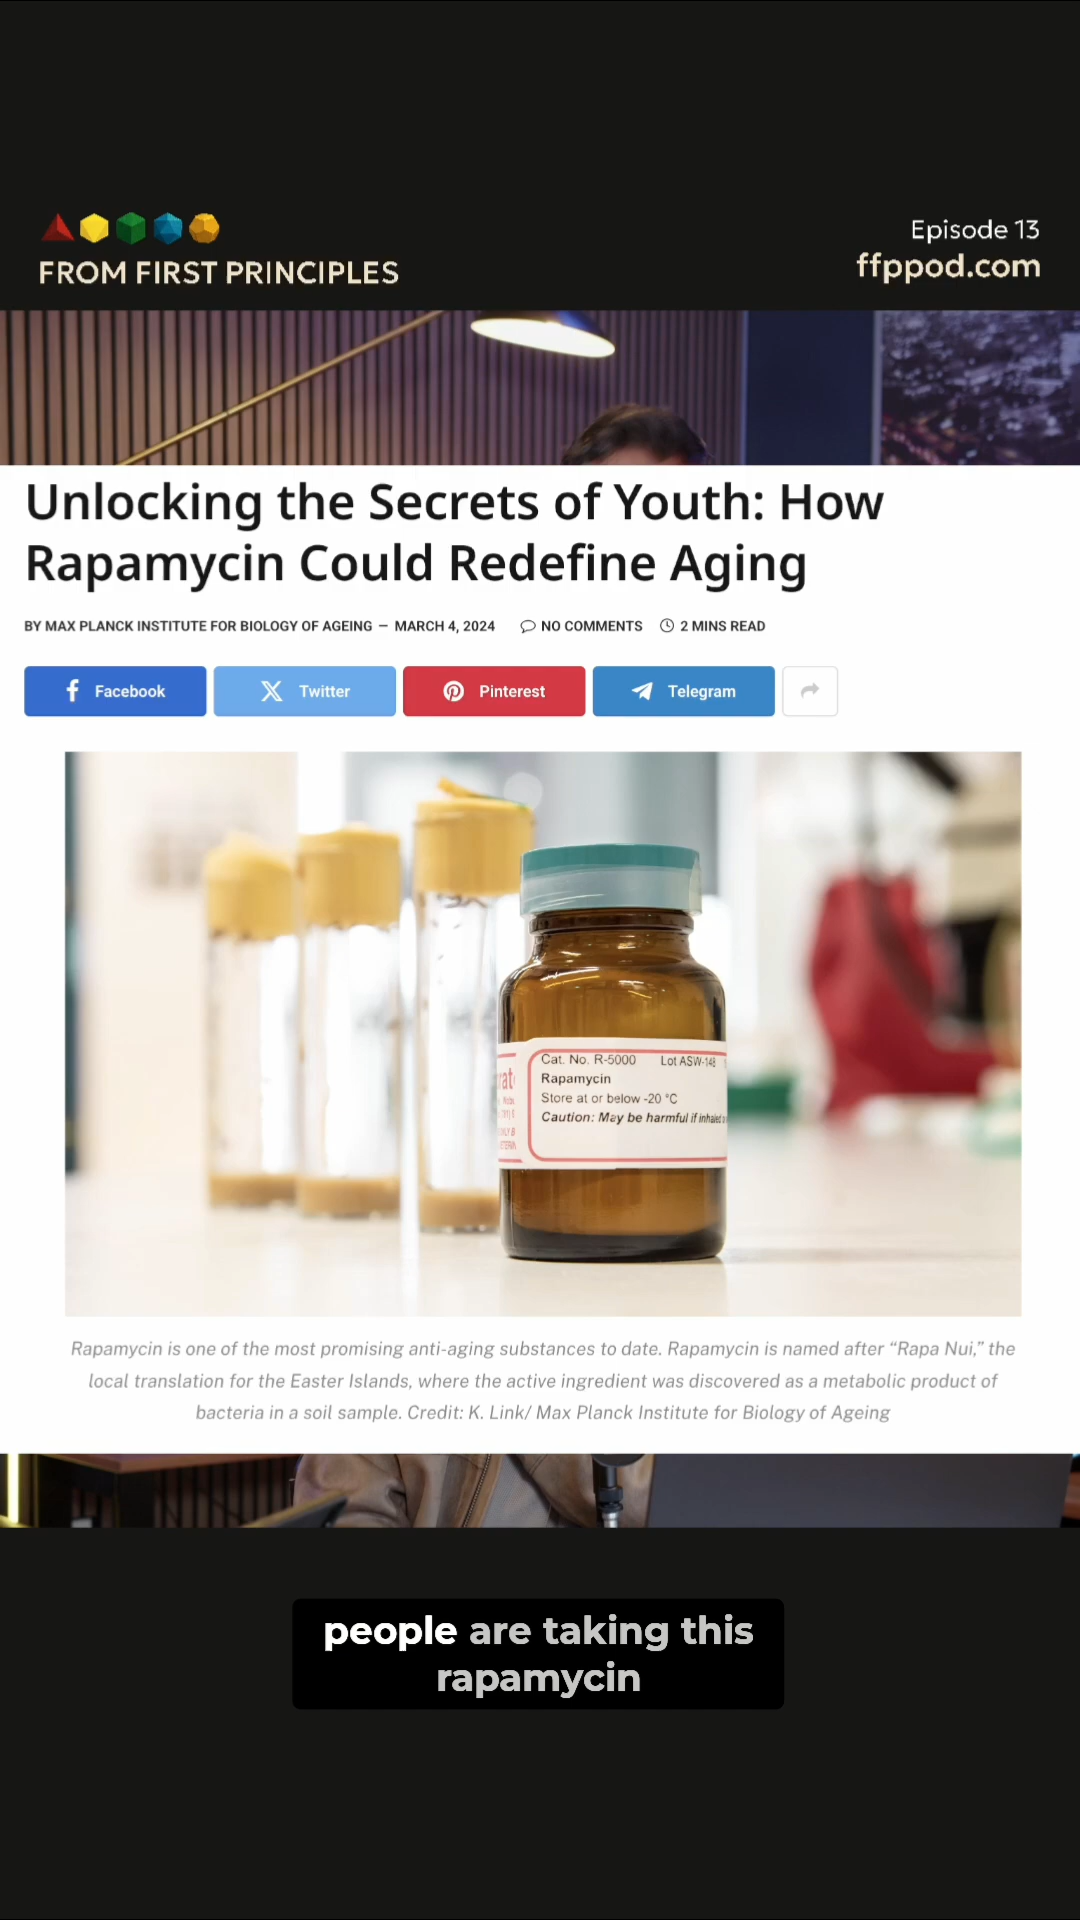 FROM FIRST PRINCIPLES
Episode 13
ffppod.com
Unlocking the Secrets of Youth: How
Rapamycin Could Redefine Aging
BY MAX PLANCK INSTITUTE FOR BIOLOGY OF AGEING — MARCH 4, 2024 NO COMMENTS 2 MINS READ
Facebook
Twitter
Pinterest
Telegram
Cat. No. R-5000 Lot ASW-148
Rapamycin
Store at or below -20 °C
Caution: May be harmful if inhaled
Rapamycin is one of the most promising anti-aging substances to date. Rapamycin is named after “Rapa Nui,” the
local translation for the Easter Islands, where the active ingredient was discovered as a metabolic product of
bacteria in a soil sample. Credit: K. Link/ Max Planck Institute for Biology of Ageing
people are taking this
rapamycin